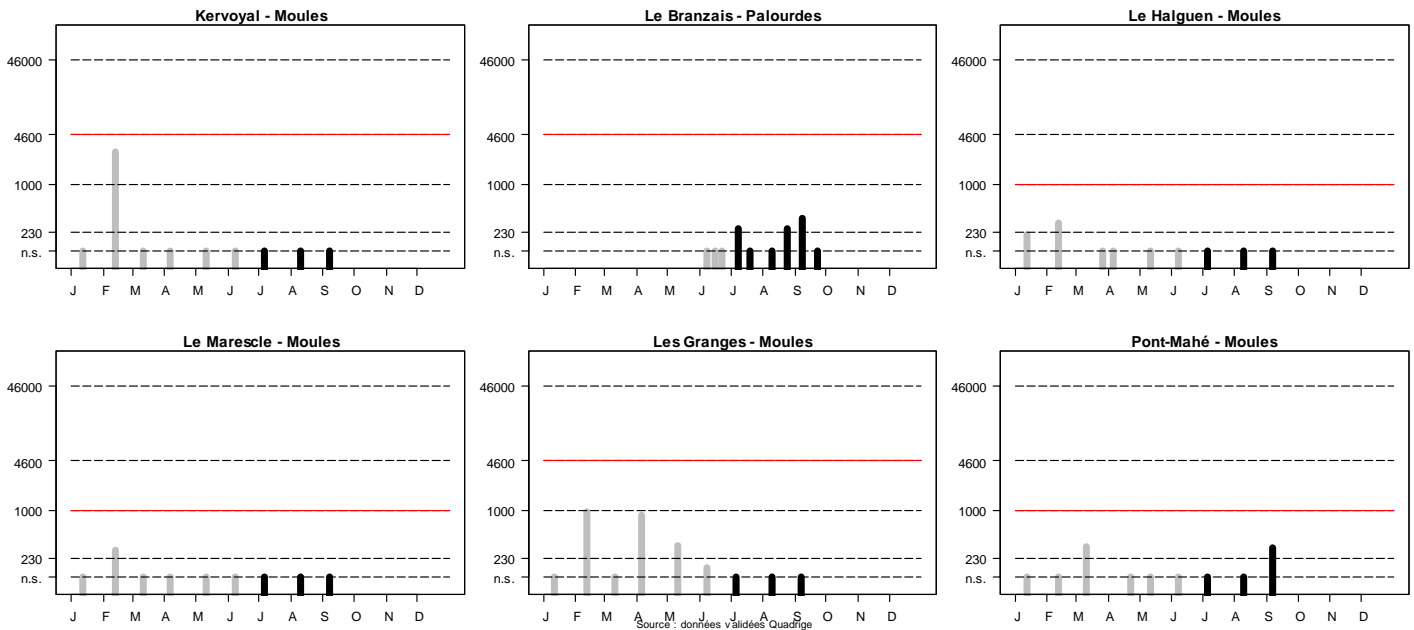 Kervoyal - Moules
Le Branzais - Palourdes
Le Halguen - Moules
46000
4600
1000
230
n.s.
J F M A M J J A S O N D
46000
4600
1000
230
n.s.
J F M A M J J A S O N D
46000
4600
1000
230
n.s.
J F M A M J J A S O N D
Le Marescle - Moules
Les Granges - Moules
Pont-Mahé - Moules
46000
4600
1000
230
n.s.
J F M A M J J A S O N D
46000
4600
1000
230
n.s.
J F M A M J J A S O N D
46000
4600
1000
230
n.s.
J F M A M J J A S O N D
Source : données validées Quadrige